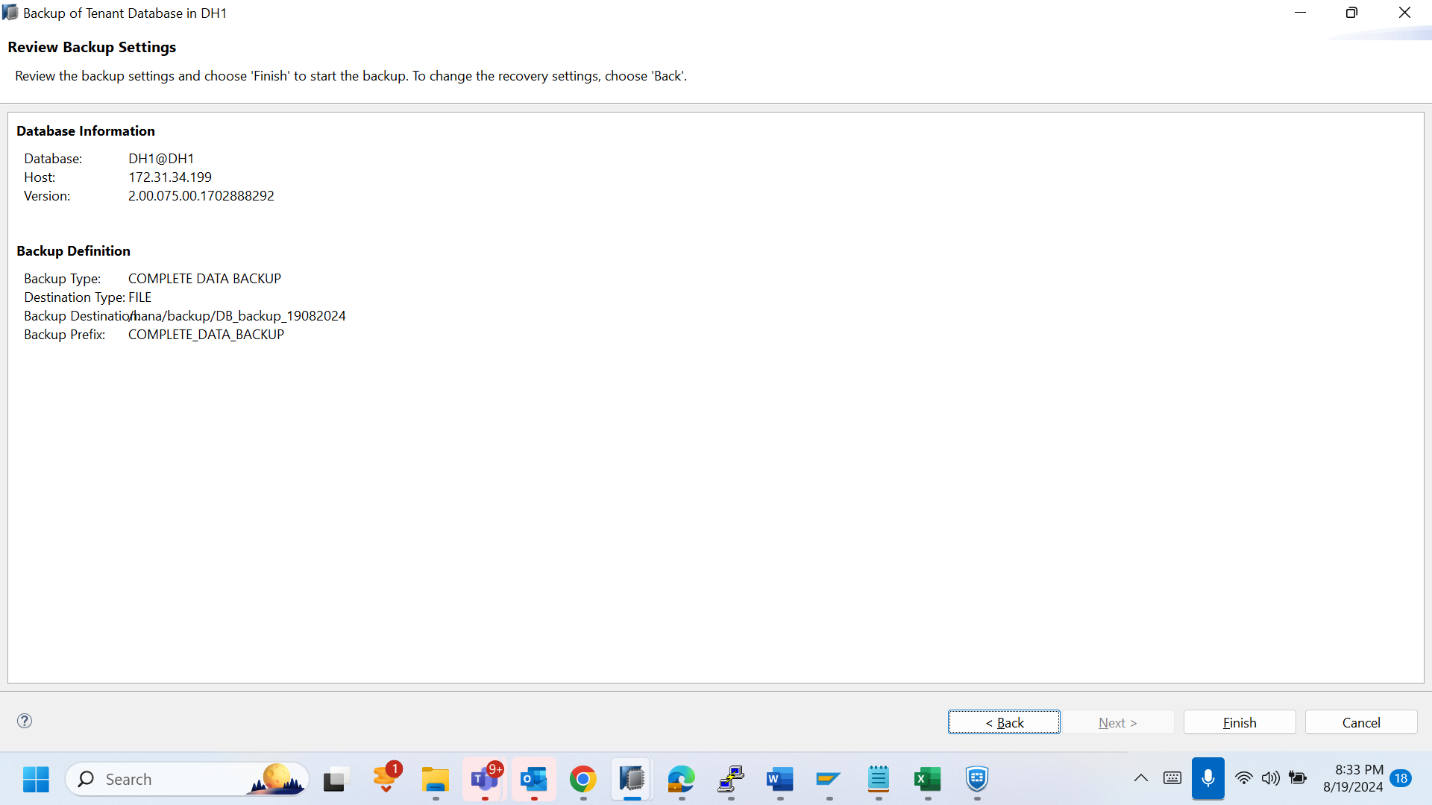 Backup of Tenant Database in DH1
Review Backup Settings
Review the backup settings and choose 'Finish' to start the backup. To change the recovery settings, choose 'Back'.
Database Information
Database: DH1@DH1
Host: 172.31.34.199
Version: 2.00.075.00.1702888292
Backup Definition
Backup Type: COMPLETE DATA BACKUP
Destination Type: FILE
Backup Destination: /hana/backup/DB_backup_19082024
Backup Prefix: COMPLETE_DATA_BACKUP
?
< Back Next > Finish Cancel
Search 1 9+ 8:33 PM 18
8/19/2024